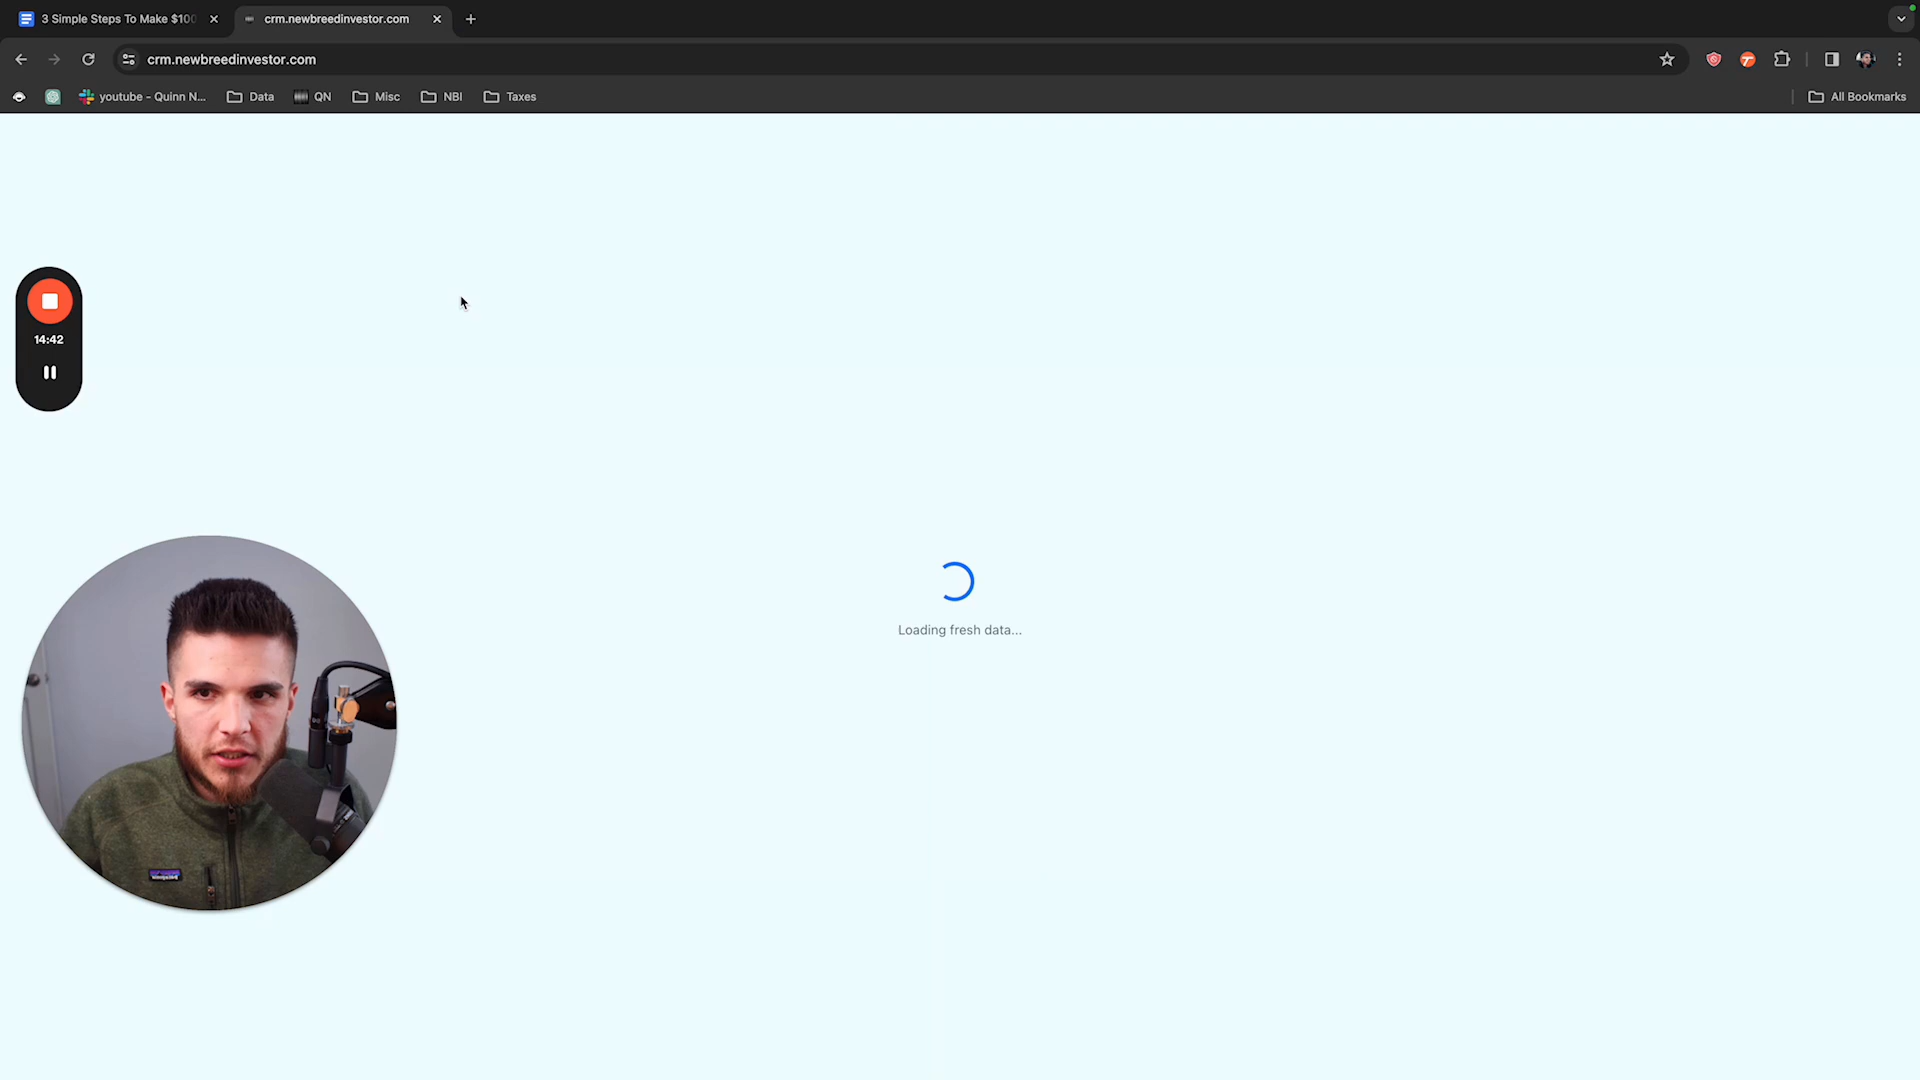 3 Simple Steps To Make $100
crm.newbreedinvestor.com
crm.newbreedinvestor.com
youtube - Quinn N...
Data
QN
Misc
NBI
Taxes
All Bookmarks
14:42
Loading fresh data...